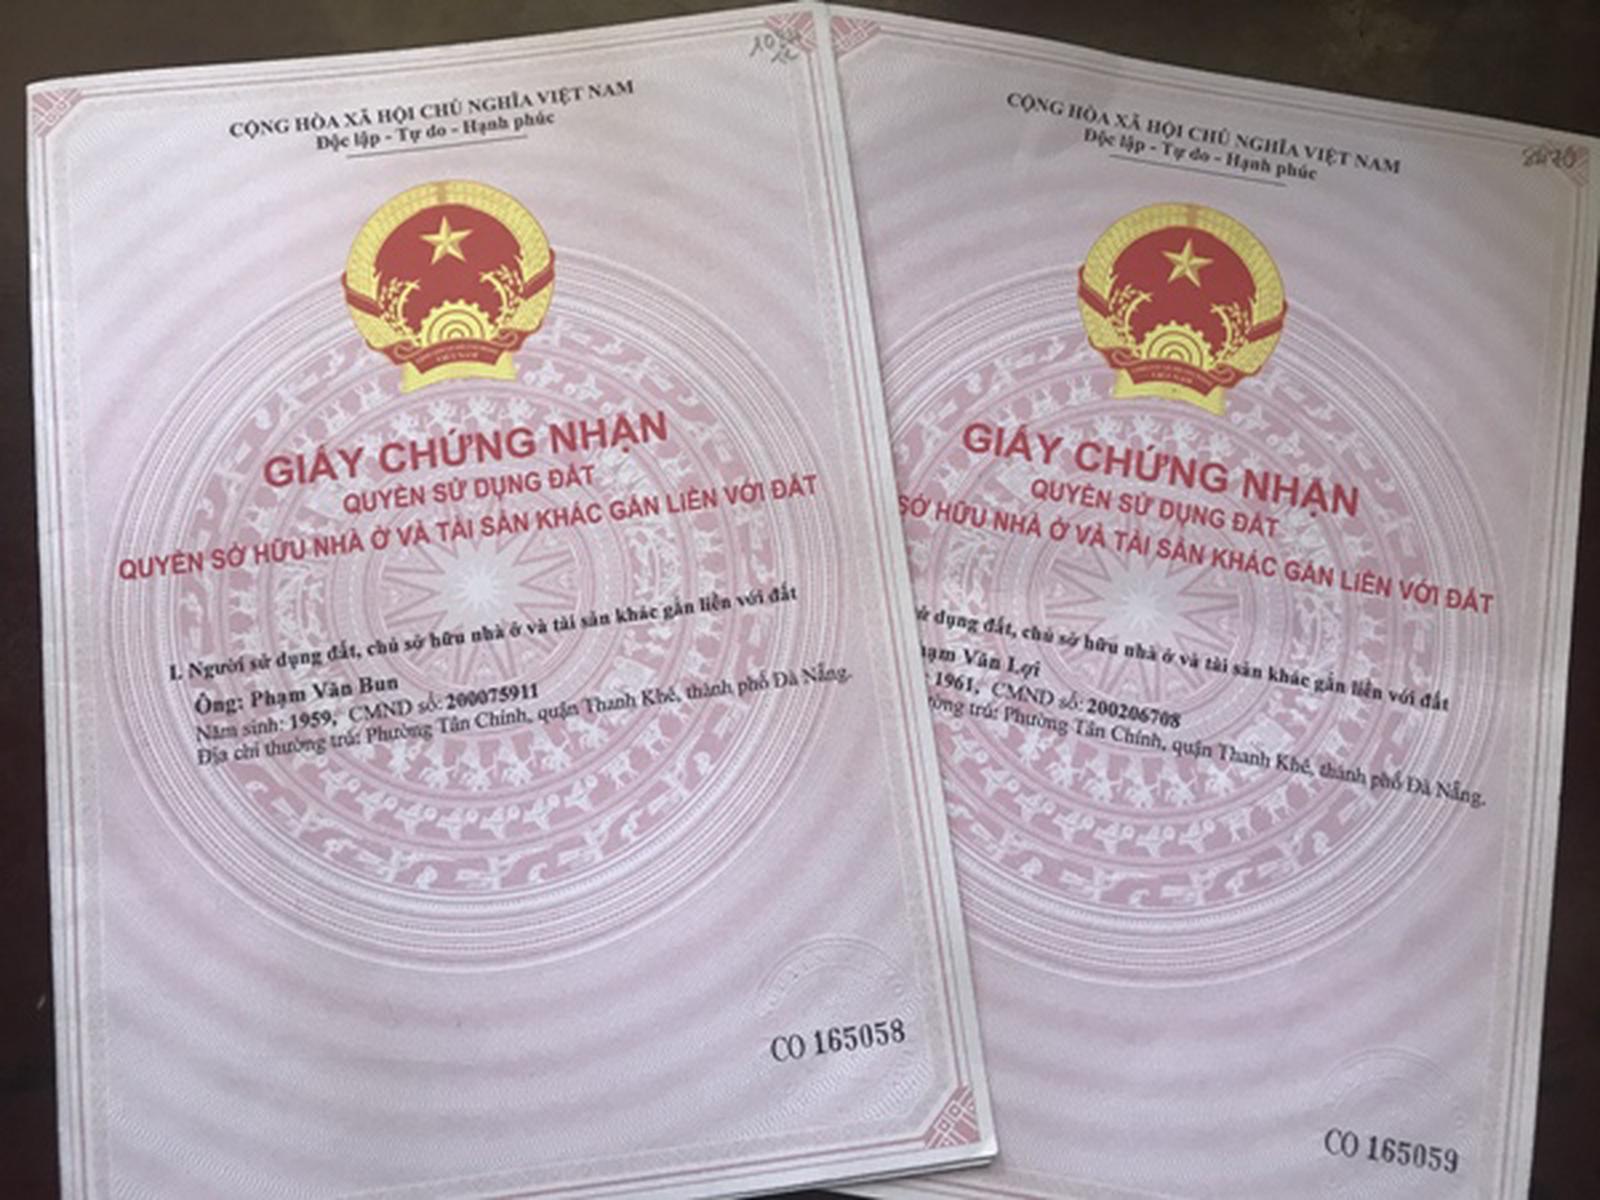 CỘNG HÒA XÃ HỘI CHỦ NGHĨA VIỆT NAM
Độc lập - Tự do - Hạnh phúc
GIẤY CHỨNG NHẬN
QUYỀN SỬ DỤNG ĐẤT
QUYỀN SỞ HỮU NHÀ Ở VÀ TÀI SẢN KHÁC GẮN LIỀN VỚI ĐẤT
I. Người sử dụng đất, chủ sở hữu nhà ở và tài sản khác gắn liền với đất
Ông: Phạm Văn Bun
Năm sinh: 1959, CMND số: 200075911
Địa chỉ thường trú: Phường Tân Chính, quận Thanh Khê, thành phố Đà Nẵng.
CO 165058
CỘNG HÒA XÃ HỘI CHỦ NGHĨA VIỆT NAM
Độc lập - Tự do - Hạnh phúc
GIẤY CHỨNG NHẬN
QUYỀN SỬ DỤNG ĐẤT
SỞ HỮU NHÀ Ở VÀ TÀI SẢN KHÁC GẮN LIỀN VỚI ĐẤT
dụng đất, chủ sở hữu nhà ở và tài sản khác gắn liền với đất
Văn Lợi
1961, CMND số: 200206708
trú: Phường Tân Chính, quận Thanh Khê, thành phố Đà Nẵng.
CO 165059